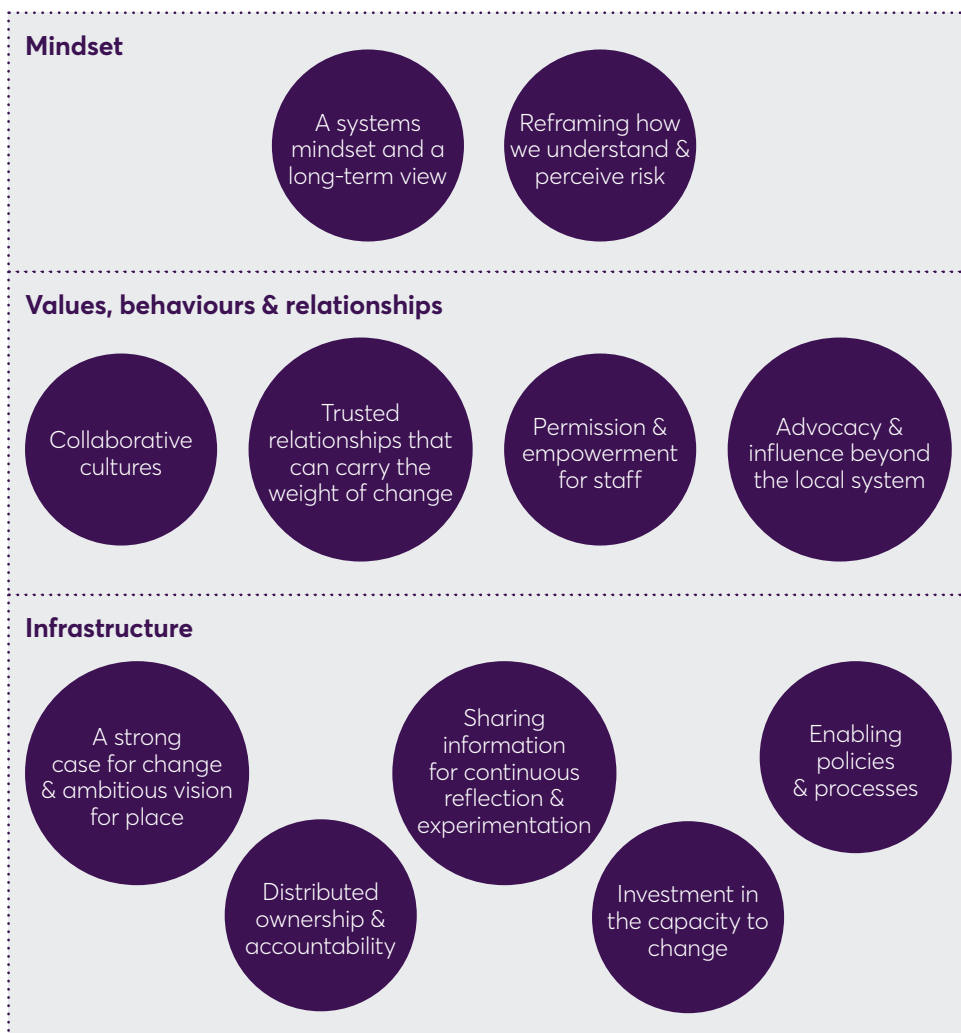 Mindset
A systems
mindset and a
long-term view
Reframing how
we understand &
perceive risk
Values, behaviours & relationships
Collaborative
cultures
Trusted
relationships that
can carry the
weight of change
Permission &
empowerment
for staff
Advocacy &
influence beyond
the local system
Infrastructure
A strong
case for change
& ambitious vision
for place
Distributed
ownership &
accountability
Sharing
information
for continuous
reflection &
experimentation
Investment in
the capacity to
change
Enabling
policies
& processes